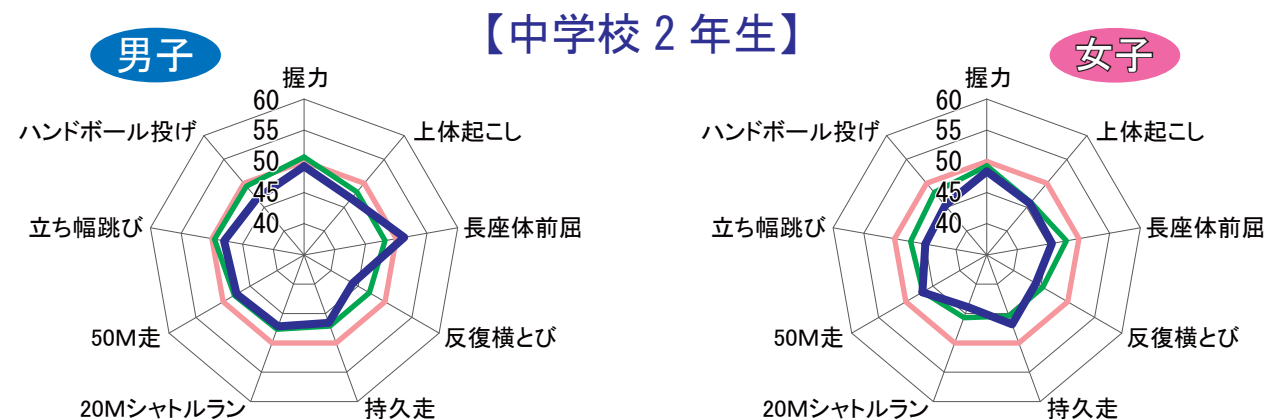 【中学校2年生】
男子
握力
上体起こし
長座体前屈
反復横とび
持久走
20Mシャトルラン
50M走
立ち幅跳び
ハンドボール投げ
60
55
50
45
40
女子
握力
上体起こし
長座体前屈
反復横とび
持久走
20Mシャトルラン
50M走
立ち幅跳び
ハンドボール投げ
60
55
50
45
40